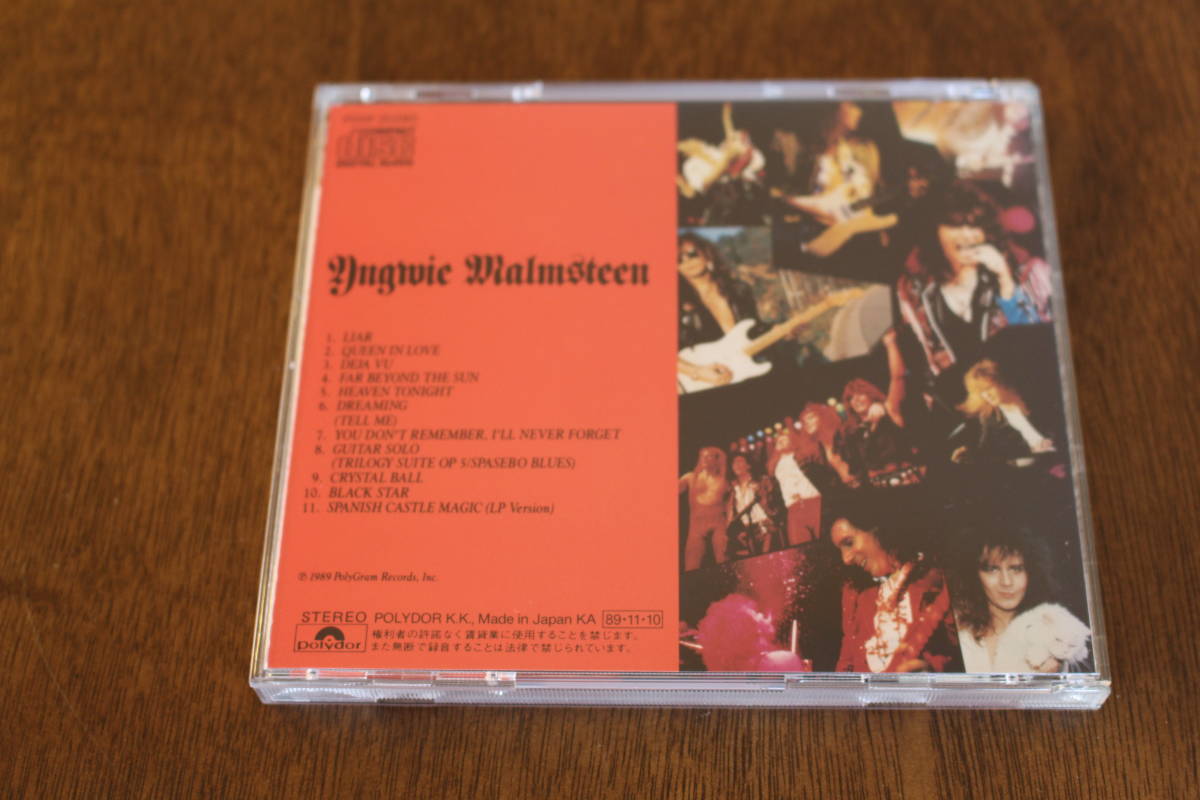 DIGITAL AUDIO
Yngwie Malmsteen
1. LIAR
2. QUEEN IN LOVE
3. DEJA VU
4. FAR BEYOND THE SUN
5. HEAVEN TONIGHT
6. DREAMING
(TELL ME)
7. YOU DON'T REMEMBER, I'LL NEVER FORGET
8. GUITAR SOLO
(TRILOGY SUITE OP 5/SPASEBO BLUES)
9. CRYSTAL BALL
10. BLACK STAR
11. SPANISH CASTLE MAGIC (LP Version)
℗ 1989 PolyGram Records, Inc.
STEREO POLYDOR K.K., Made in Japan KA 89・11・10
polydor 権利者の許諾なく賃貸業に使用することを禁じます。
また無断で録音することは法律で禁じられています。